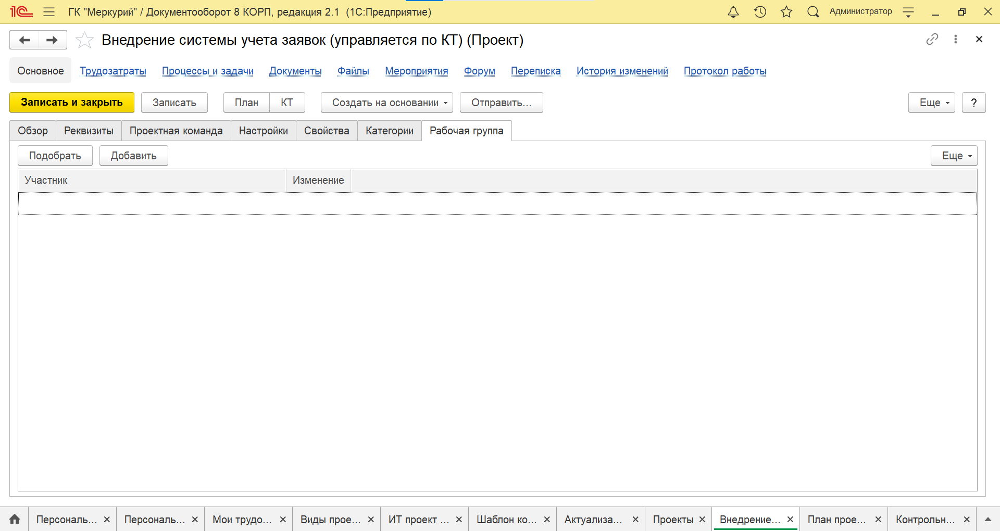 1С ГК "Меркурий" / Документооборот 8 КОРП, редакция 2.1 (1С:Предприятие) Администратор
Внедрение системы учета заявок (управляется по КТ) (Проект)
Основное Трудозатраты Процессы и задачи Документы Файлы Мероприятия Форум Переписка История изменений Протокол работы
Записать и закрыть Записать План КТ Создать на основании Отправить... Еще ?
Обзор Реквизиты Проектная команда Настройки Свойства Категории Рабочая группа
Подобрать Добавить Еще
Участник Изменение
Персональ... Персональ... Мои трудо... Виды прое... ИТ проект ... Шаблон ко... Актуализа... Проекты Внедрение... План прое... Контрольн...